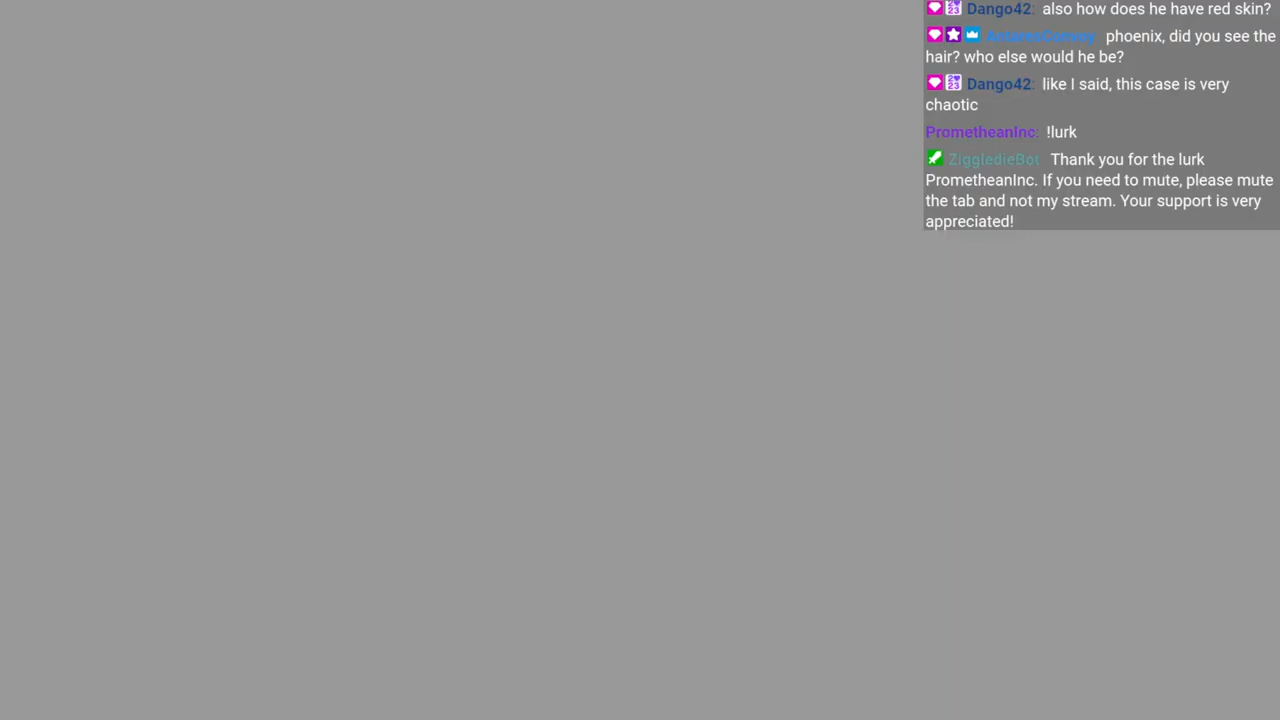 Dango42: also how does he have red skin?
AntaresComwy phoenix, did you see the
hair? who else would he be?
Dango42: like I said, this case is very
chaotic
PrometheanInc: !lurk
ZiggledieBot Thank you for the lurk
PrometheanInc. If you need to mute, please mute
the tab and not my stream. Your support is very
appreciated!